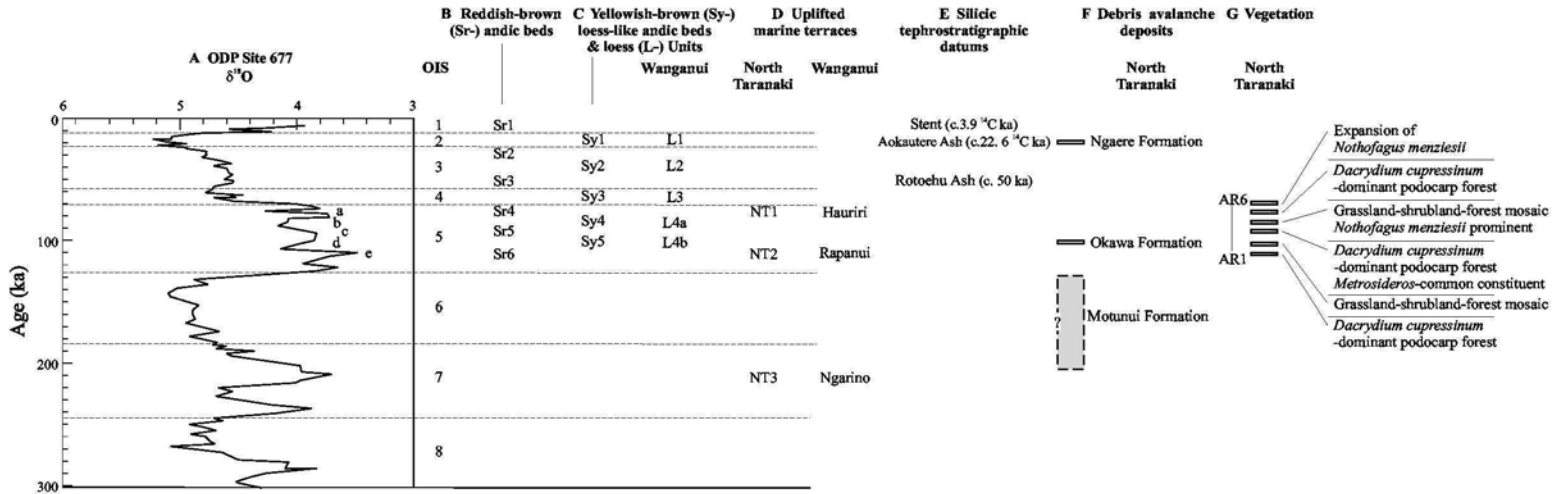 B Reddish-brown
(Sr-) andic beds
C Yellowish-brown (Sy-)
loess-like andic beds
& loess (L-) Units
D Uplifted
marine terraces
E Silicic
tephrostratigraphic
datums
F Debris avalanche
deposits
G Vegetation
A ODP Site 677
δ¹⁸O
OIS
Wanganui
North
Taranaki
Wanganui
North
Taranaki
North
Taranaki
6 5 4 3
Age (ka)
0
100
200
300
a
b
c
d
e
1
2
3
4
5
6
7
8
Sr1
Sr2
Sr3
Sr4
Sr5
Sr6
Sy1
Sy2
Sy3
Sy4
Sy5
L1
L2
L3
L4a
L4b
NT1
NT2
NT3
Hauriri
Rapanui
Ngarino
Stent (c.3.9 ¹⁴C ka)
Aokautere Ash (c.22. 6 ¹⁴C ka)
Rotoehu Ash (c. 50 ka)
Ngaere Formation
Okawa Formation
?
Motunui Formation
AR6
AR1
Expansion of
Nothofagus menziesii
Dacrydium cupressinum
-dominant podocarp forest
Grassland-shrubland-forest mosaic
Nothofagus menziesii prominent
Dacrydium cupressinum
-dominant podocarp forest
Metrosideros-common constituent
Grassland-shrubland-forest mosaic
Dacrydium cupressinum
-dominant podocarp forest